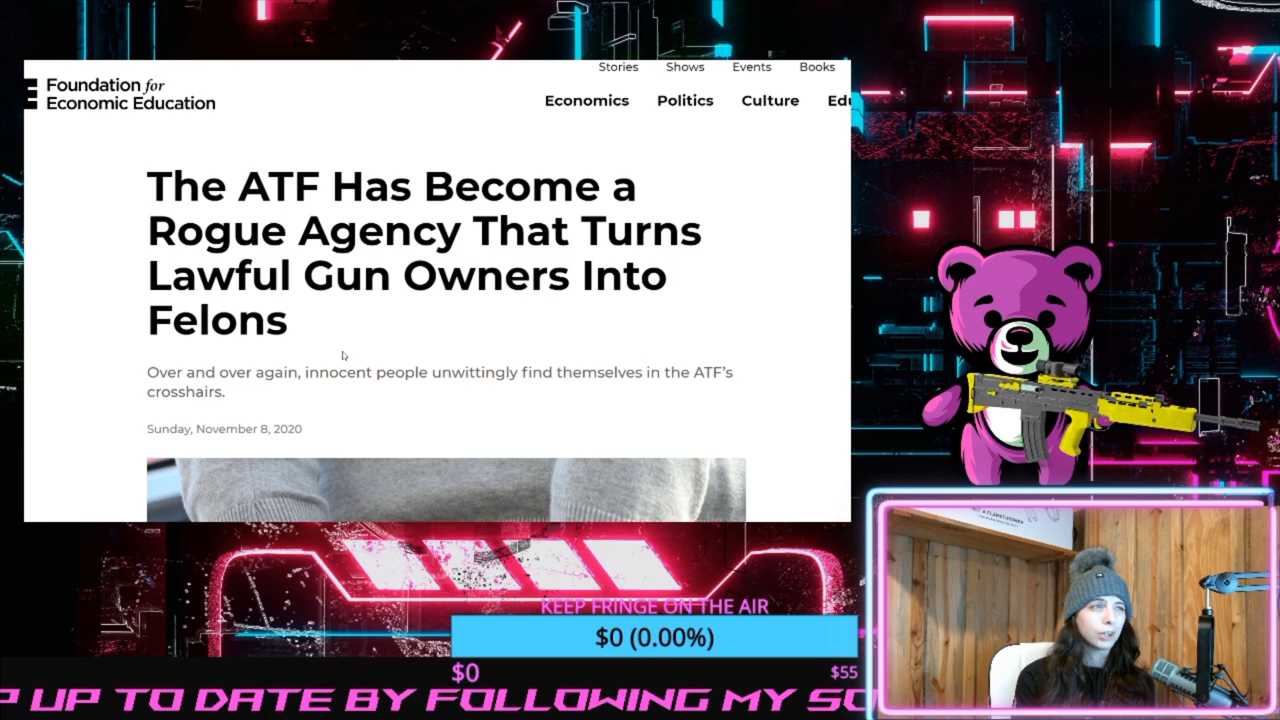 Stories Shows Events Books
Foundation for
Economic Education
Economics Politics Culture
The ATF Has Become a
Rogue Agency That Turns
Lawful Gun Owners Into
Felons
Over and over again, innocent people unwittingly find themselves in the ATF's
crosshairs.
Sunday, November 8, 2020
KEEP FRINGE ON THE AIR
$0 (0.00%)
$0 $55
UP TO DATE BY FOLLOWING MY